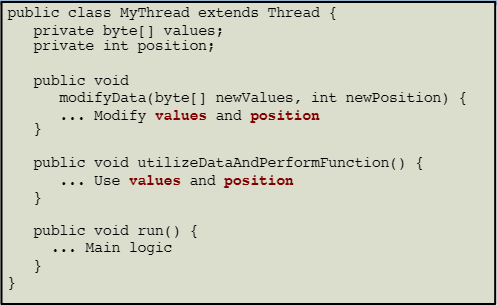 public class MyThread extends Thread {
private byte[] values;
private int position;
public void
modifyData(byte[] newValues, int newPosition) {
... Modify values and position
}
public void utilizeDataAndPerformFunction() {
... Use values and position
}
public void run() {
... Main logic
}
}